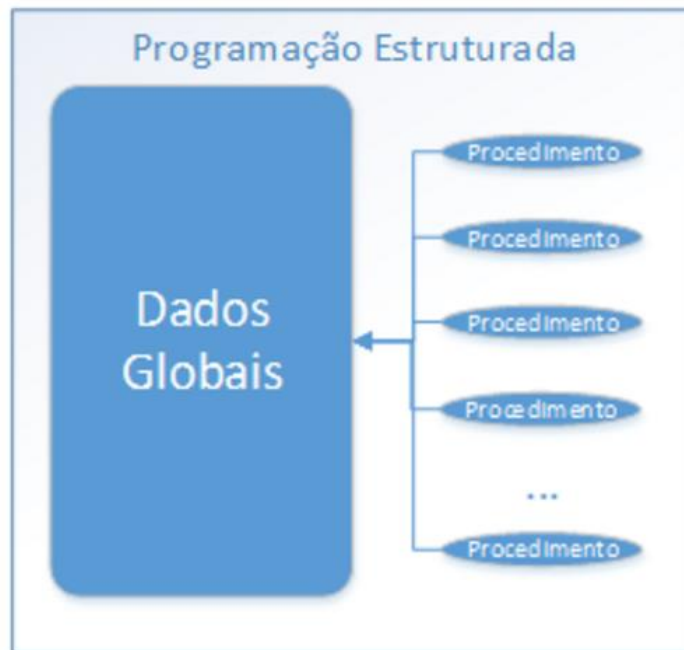 Programação Estruturada
Dados
Globais
Procedimento
Procedimento
Procedimento
Procedimento
...
Procedimento